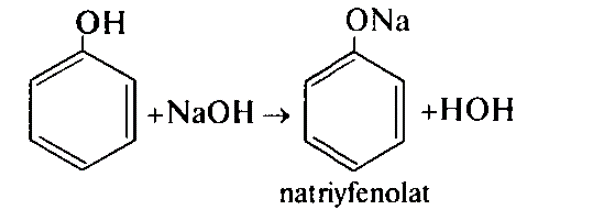 OH
ONa
+NaOH → +HOH
natriyfenolat